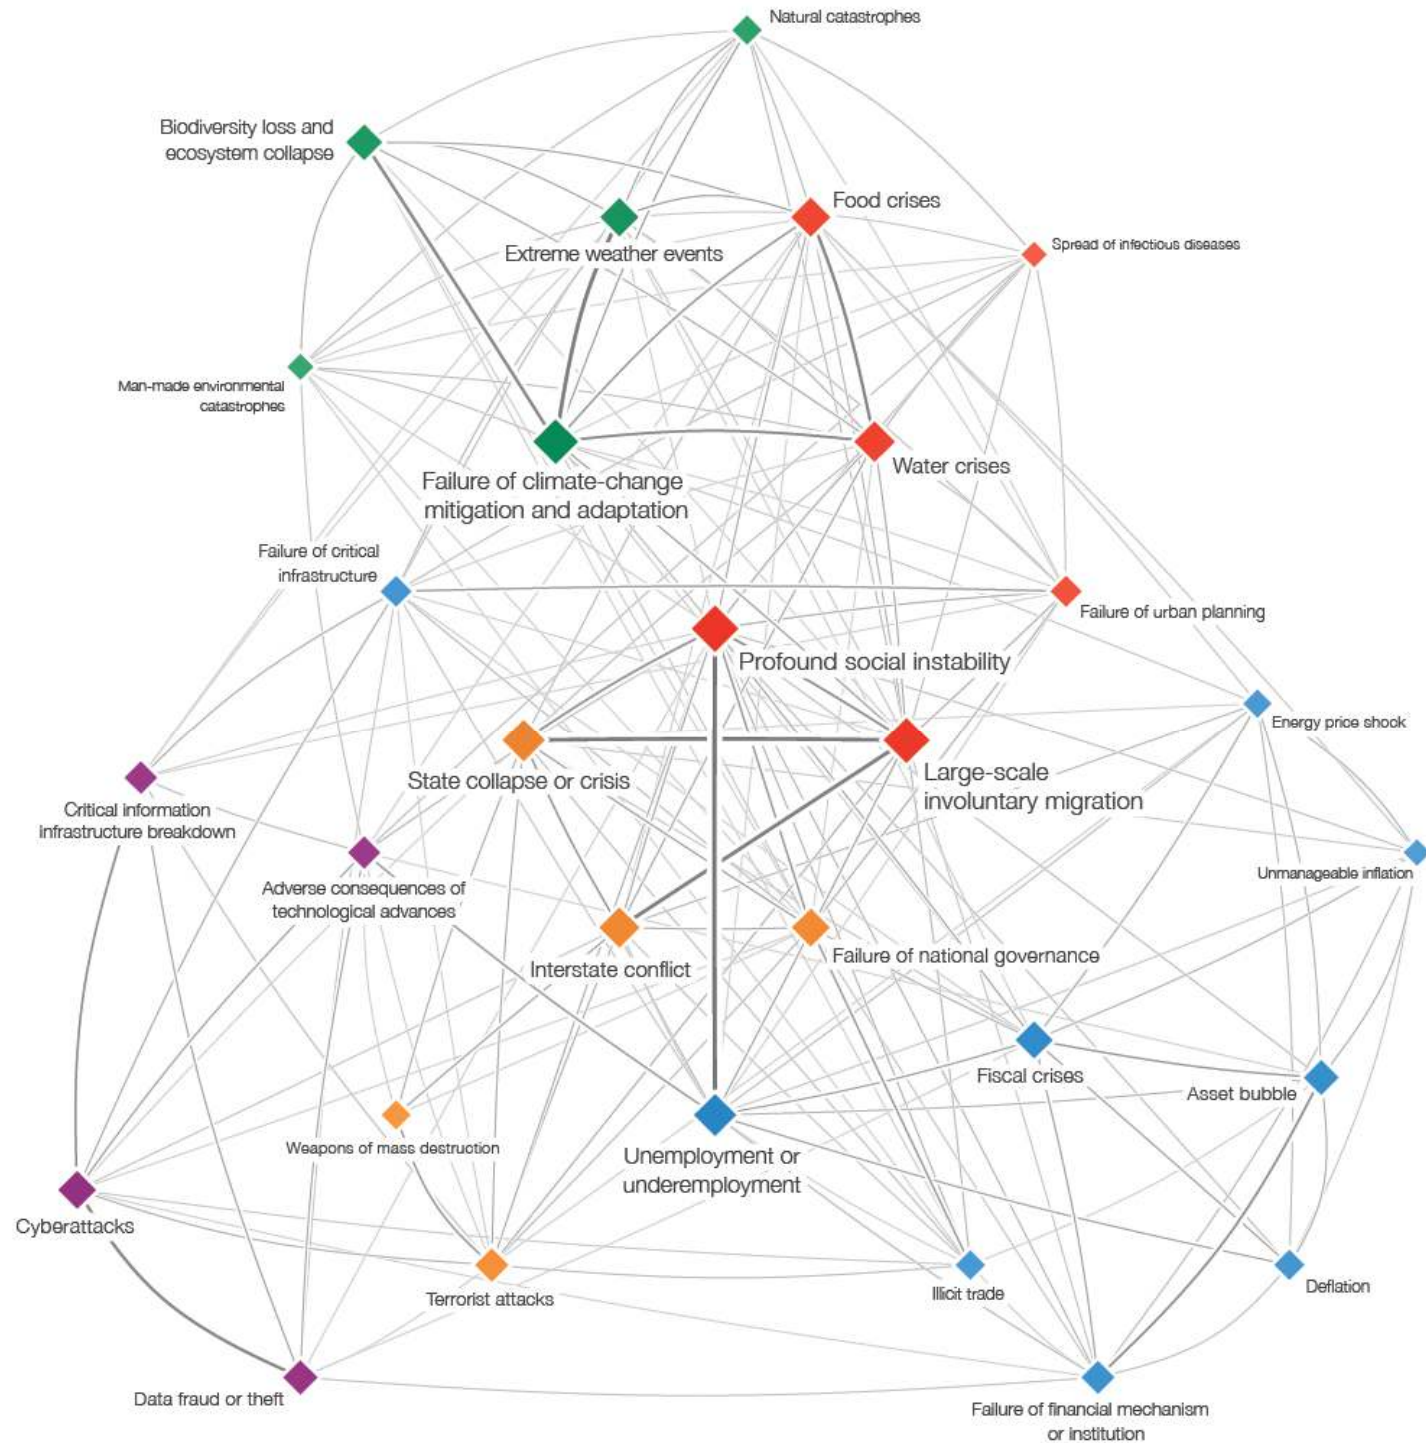 Natural catastrophes
Biodiversity loss and
ecosystem collapse
Food crises
Extreme weather events
Spread of infectious diseases
Man-made environmental
catastrophes
Water crises
Failure of climate-change
mitigation and adaptation
Failure of critical
infrastructure
Failure of urban planning
Profound social instability
Energy price shook
State collapse or crisis
Large-scale
involuntary migration
Critical information
infrastructure breakdown
Unmanageable inflation
Adverse consequences of
technological advances
Failure of national governance
Interstate conflict
Fiscal crises
Asset bubble
Weapons of mass destruction
Unemployment or
underemployment
Cyberattacks
Terrorist attacks
Illicit trade
Deflation
Data fraud or theft
Failure of financial mechanism
or institution